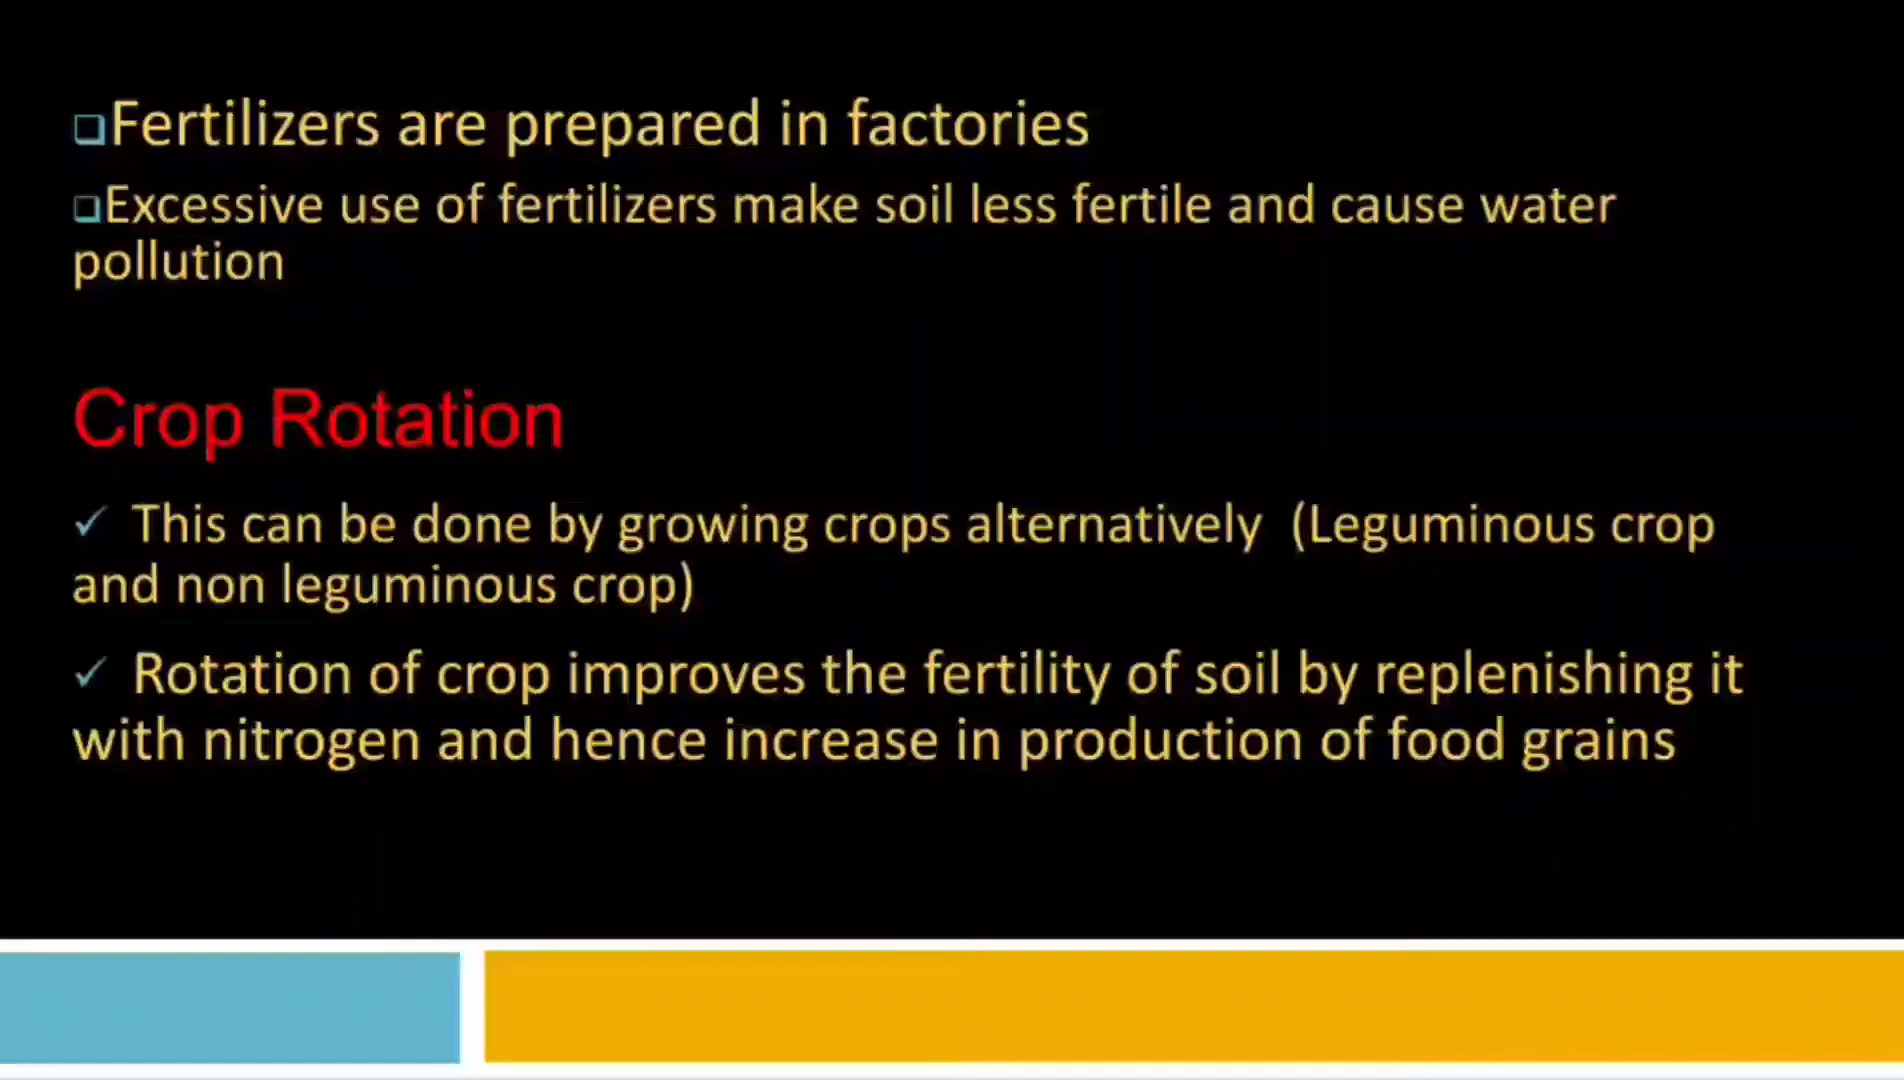 ❑Fertilizers are prepared in factories
❑Excessive use of fertilizers make soil less fertile and cause water
pollution
Crop Rotation
✓ This can be done by growing crops alternatively (Leguminous crop
and non leguminous crop)
✓ Rotation of crop improves the fertility of soil by replenishing it
with nitrogen and hence increase in production of food grains